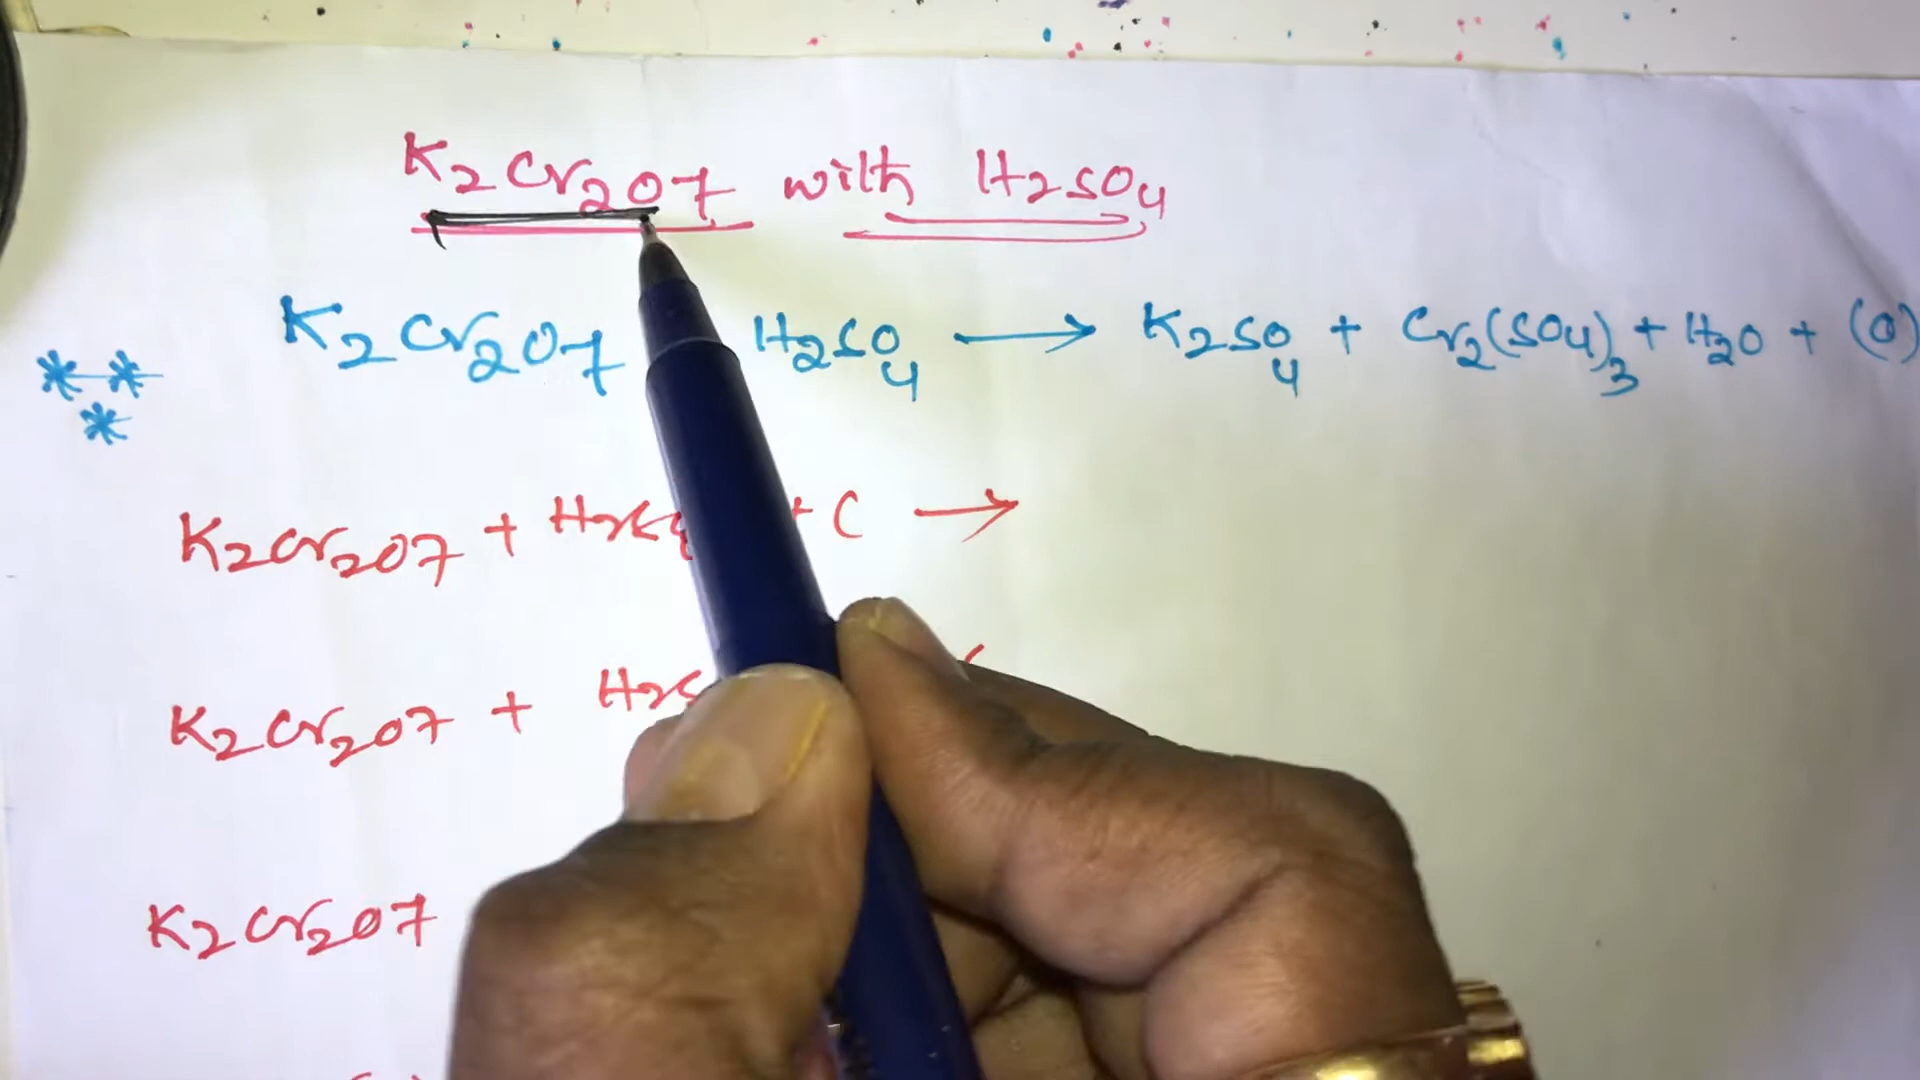 K2Cr2O7 with H2SO4
K2Cr2O7 H2SO4 → K2SO4 + Cr2(SO4)3 + H2O + (O)
K2Cr2O7 + + C →
K2Cr2O7 +
K2Cr2O7